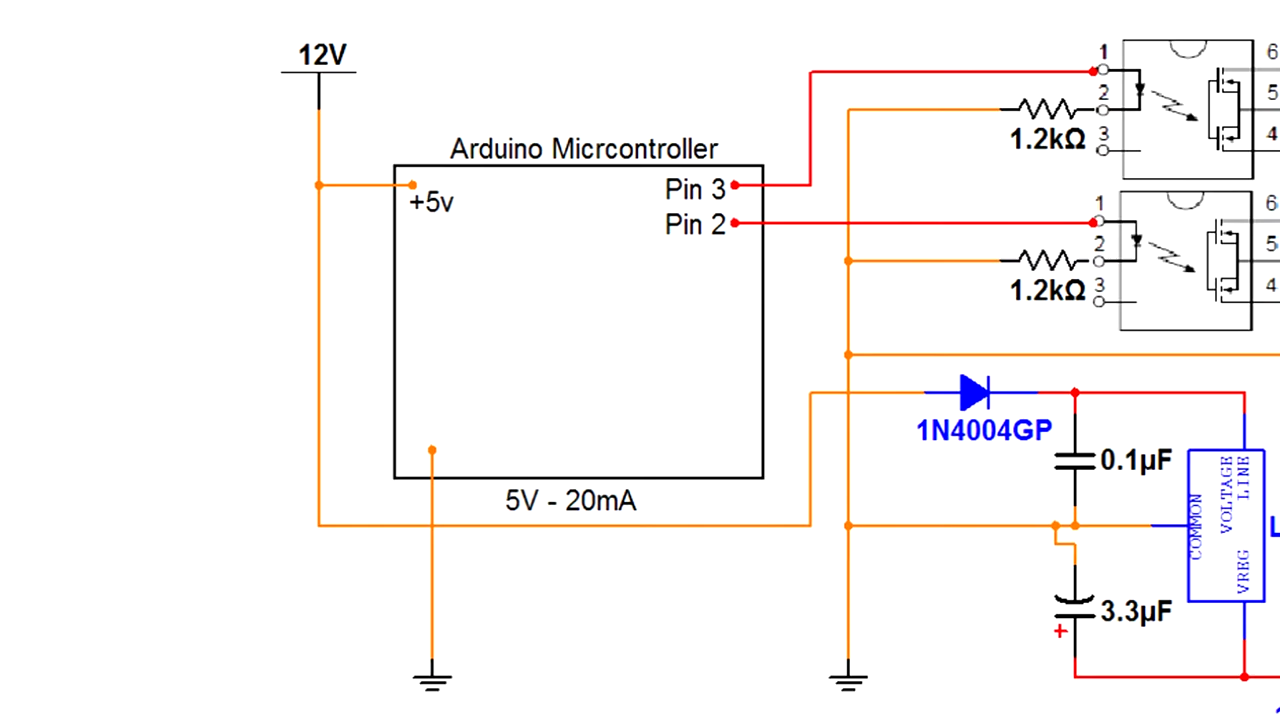 12V
Arduino Micrcontroller
+5v
Pin 3
Pin 2
5V - 20mA
1
2
3
6
5
4
1.2kΩ
1
2
3
6
5
4
1.2kΩ
1N4004GP
0.1µF
3.3µF
+
COMMON
VOLTAGE
LINE
VREG
L